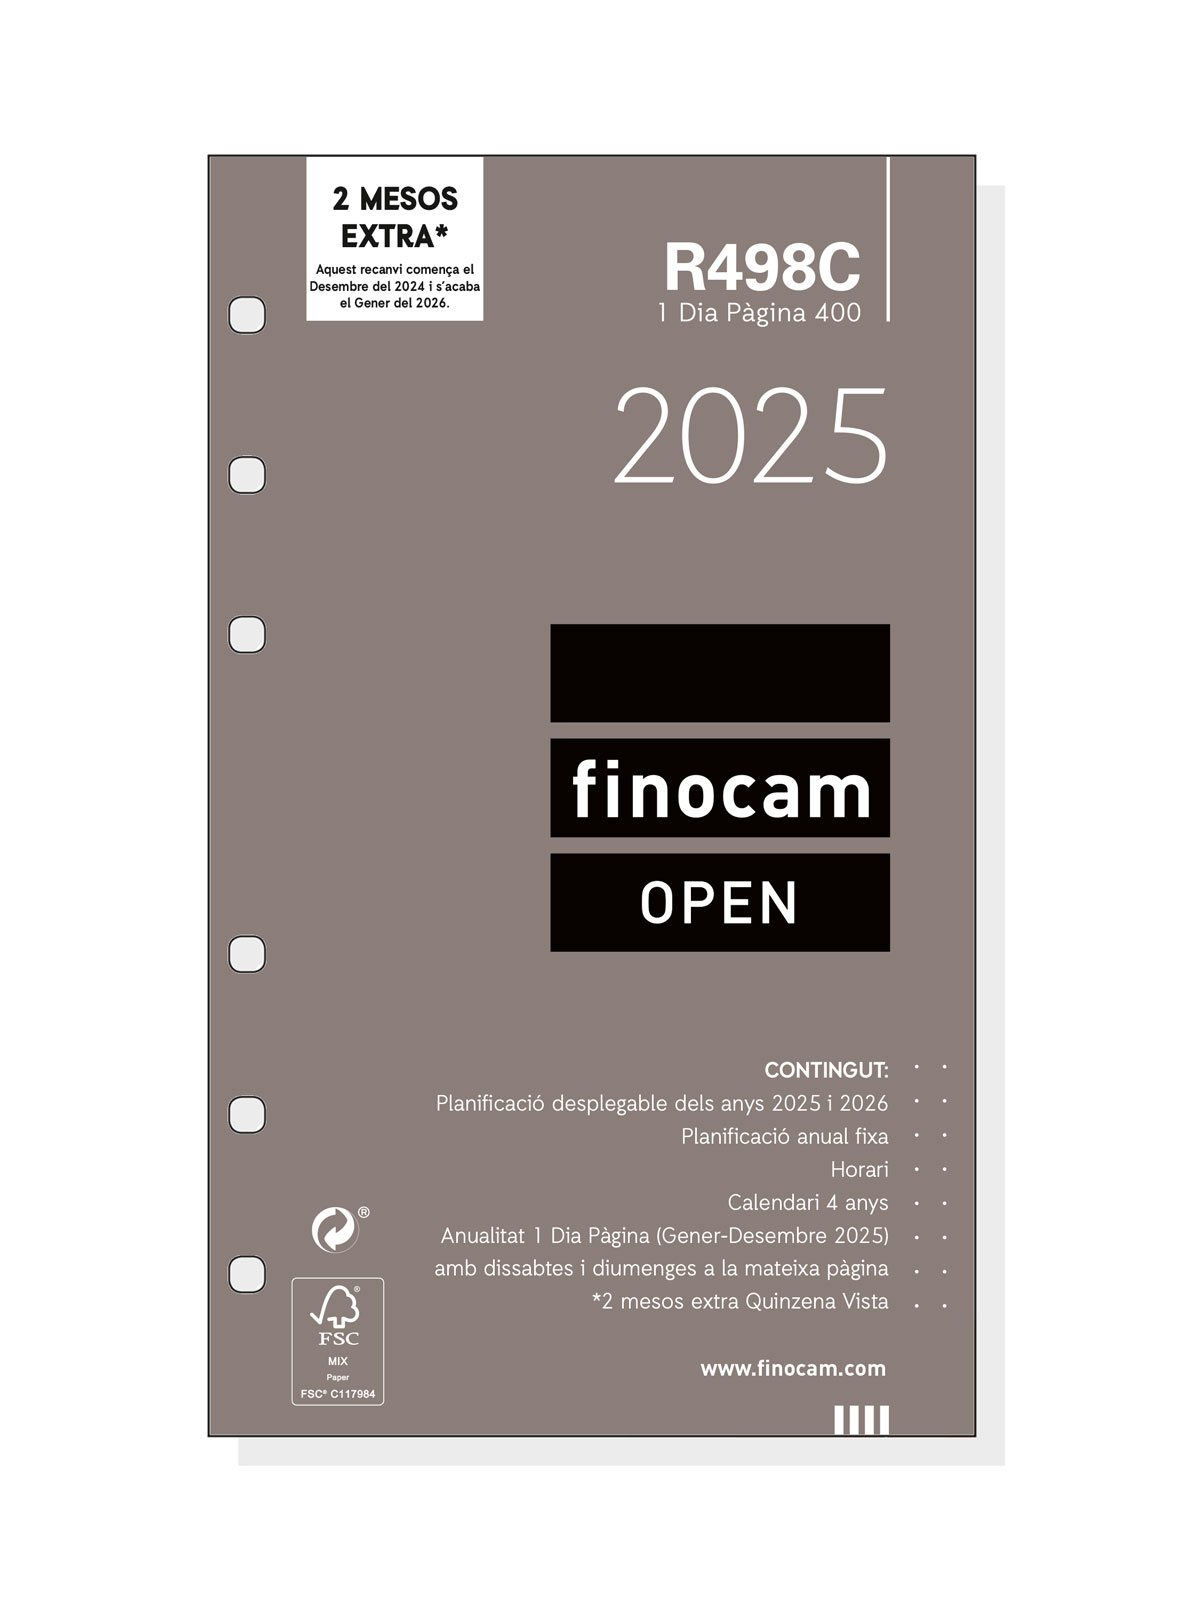 2 MESOS
EXTRA*
Aquest recanvi comença el
Desembre del 2024 i s'acaba
el Gener del 2026.
R498C
1 Dia Pàgina 400
2025
finocam
OPEN
CONTINGUT:
Planificació desplegable dels anys 2025 i 2026
Planificació anual fixa
Horari
Calendari 4 anys
Anualitat 1 Dia Pàgina (Gener-Desembre 2025)
amb dissabtes i diumenges a la mateixa pàgina
*2 mesos extra Quinzena Vista
®
®
FSC
MIX
Paper
FSC® C117984
www.finocam.com